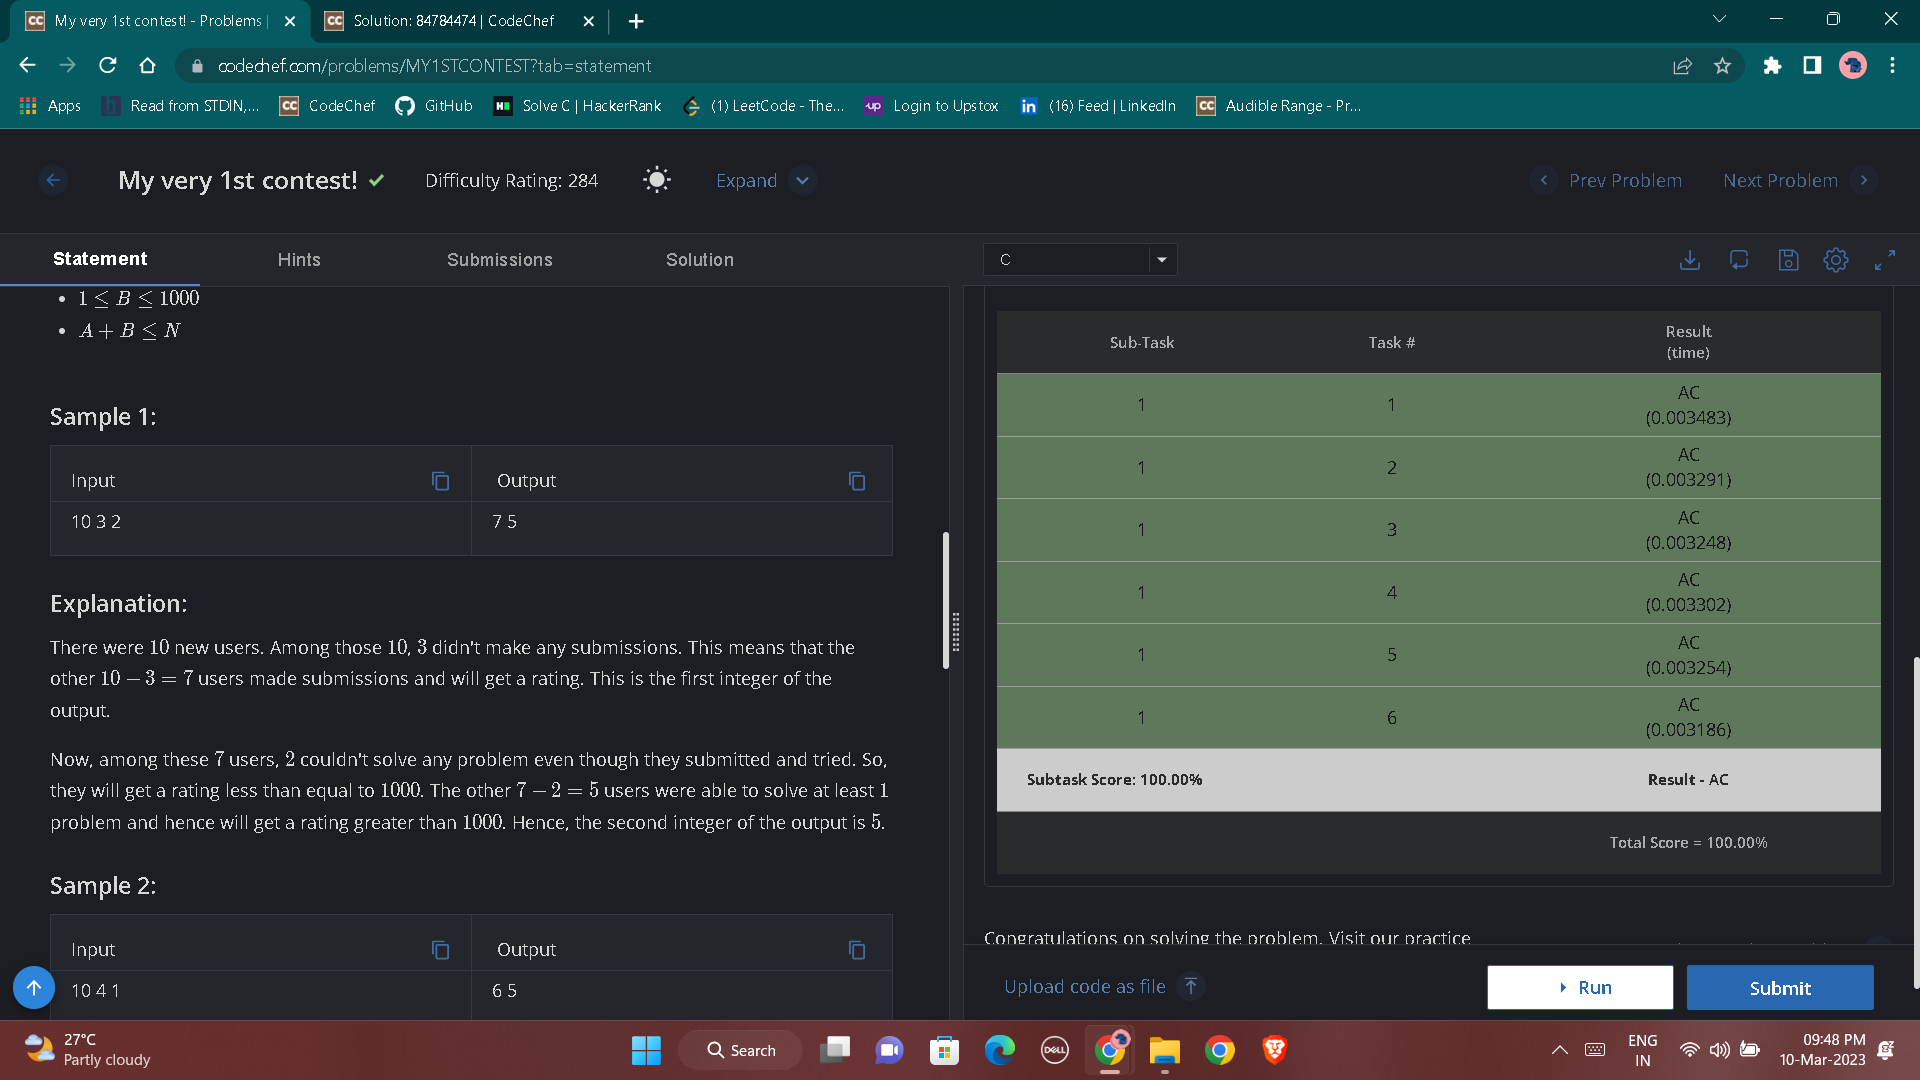 My very 1st contest! - Problems |
Solution: 84784474 | CodeChef
codechef.com/problems/MY1STCONTEST?tab=statement
Apps
Read from STDIN,...
CodeChef
GitHub
Solve C | HackerRank
(1) LeetCode - The...
Login to Upstox
(16) Feed | LinkedIn
Audible Range - Pr...
My very 1st contest!
Difficulty Rating: 284
Expand
Prev Problem
Next Problem
Statement
Hints
Submissions
Solution
• 1 ≤ B ≤ 1000
• A + B ≤ N
Sample 1:
Input
Output
10 3 2
7 5
Explanation:
There were 10 new users. Among those 10, 3 didn't make any submissions. This means that the
other 10 − 3 = 7 users made submissions and will get a rating. This is the first integer of the
output.
Now, among these 7 users, 2 couldn't solve any problem even though they submitted and tried. So,
they will get a rating less than equal to 1000. The other 7 − 2 = 5 users were able to solve at least 1
problem and hence will get a rating greater than 1000. Hence, the second integer of the output is 5.
Sample 2:
Input
Output
10 4 1
6 5
C
Sub-Task
Task #
Result
(time)
1
1
AC
(0.003483)
1
2
AC
(0.003291)
1
3
AC
(0.003248)
1
4
AC
(0.003302)
1
5
AC
(0.003254)
1
6
AC
(0.003186)
Subtask Score: 100.00%
Result - AC
Total Score = 100.00%
Congratulations on solving the problem. Visit our practice
Upload code as file
Run
Submit
27°C
Partly cloudy
Search
DELL
ENG
IN
09:48 PM
10-Mar-2023